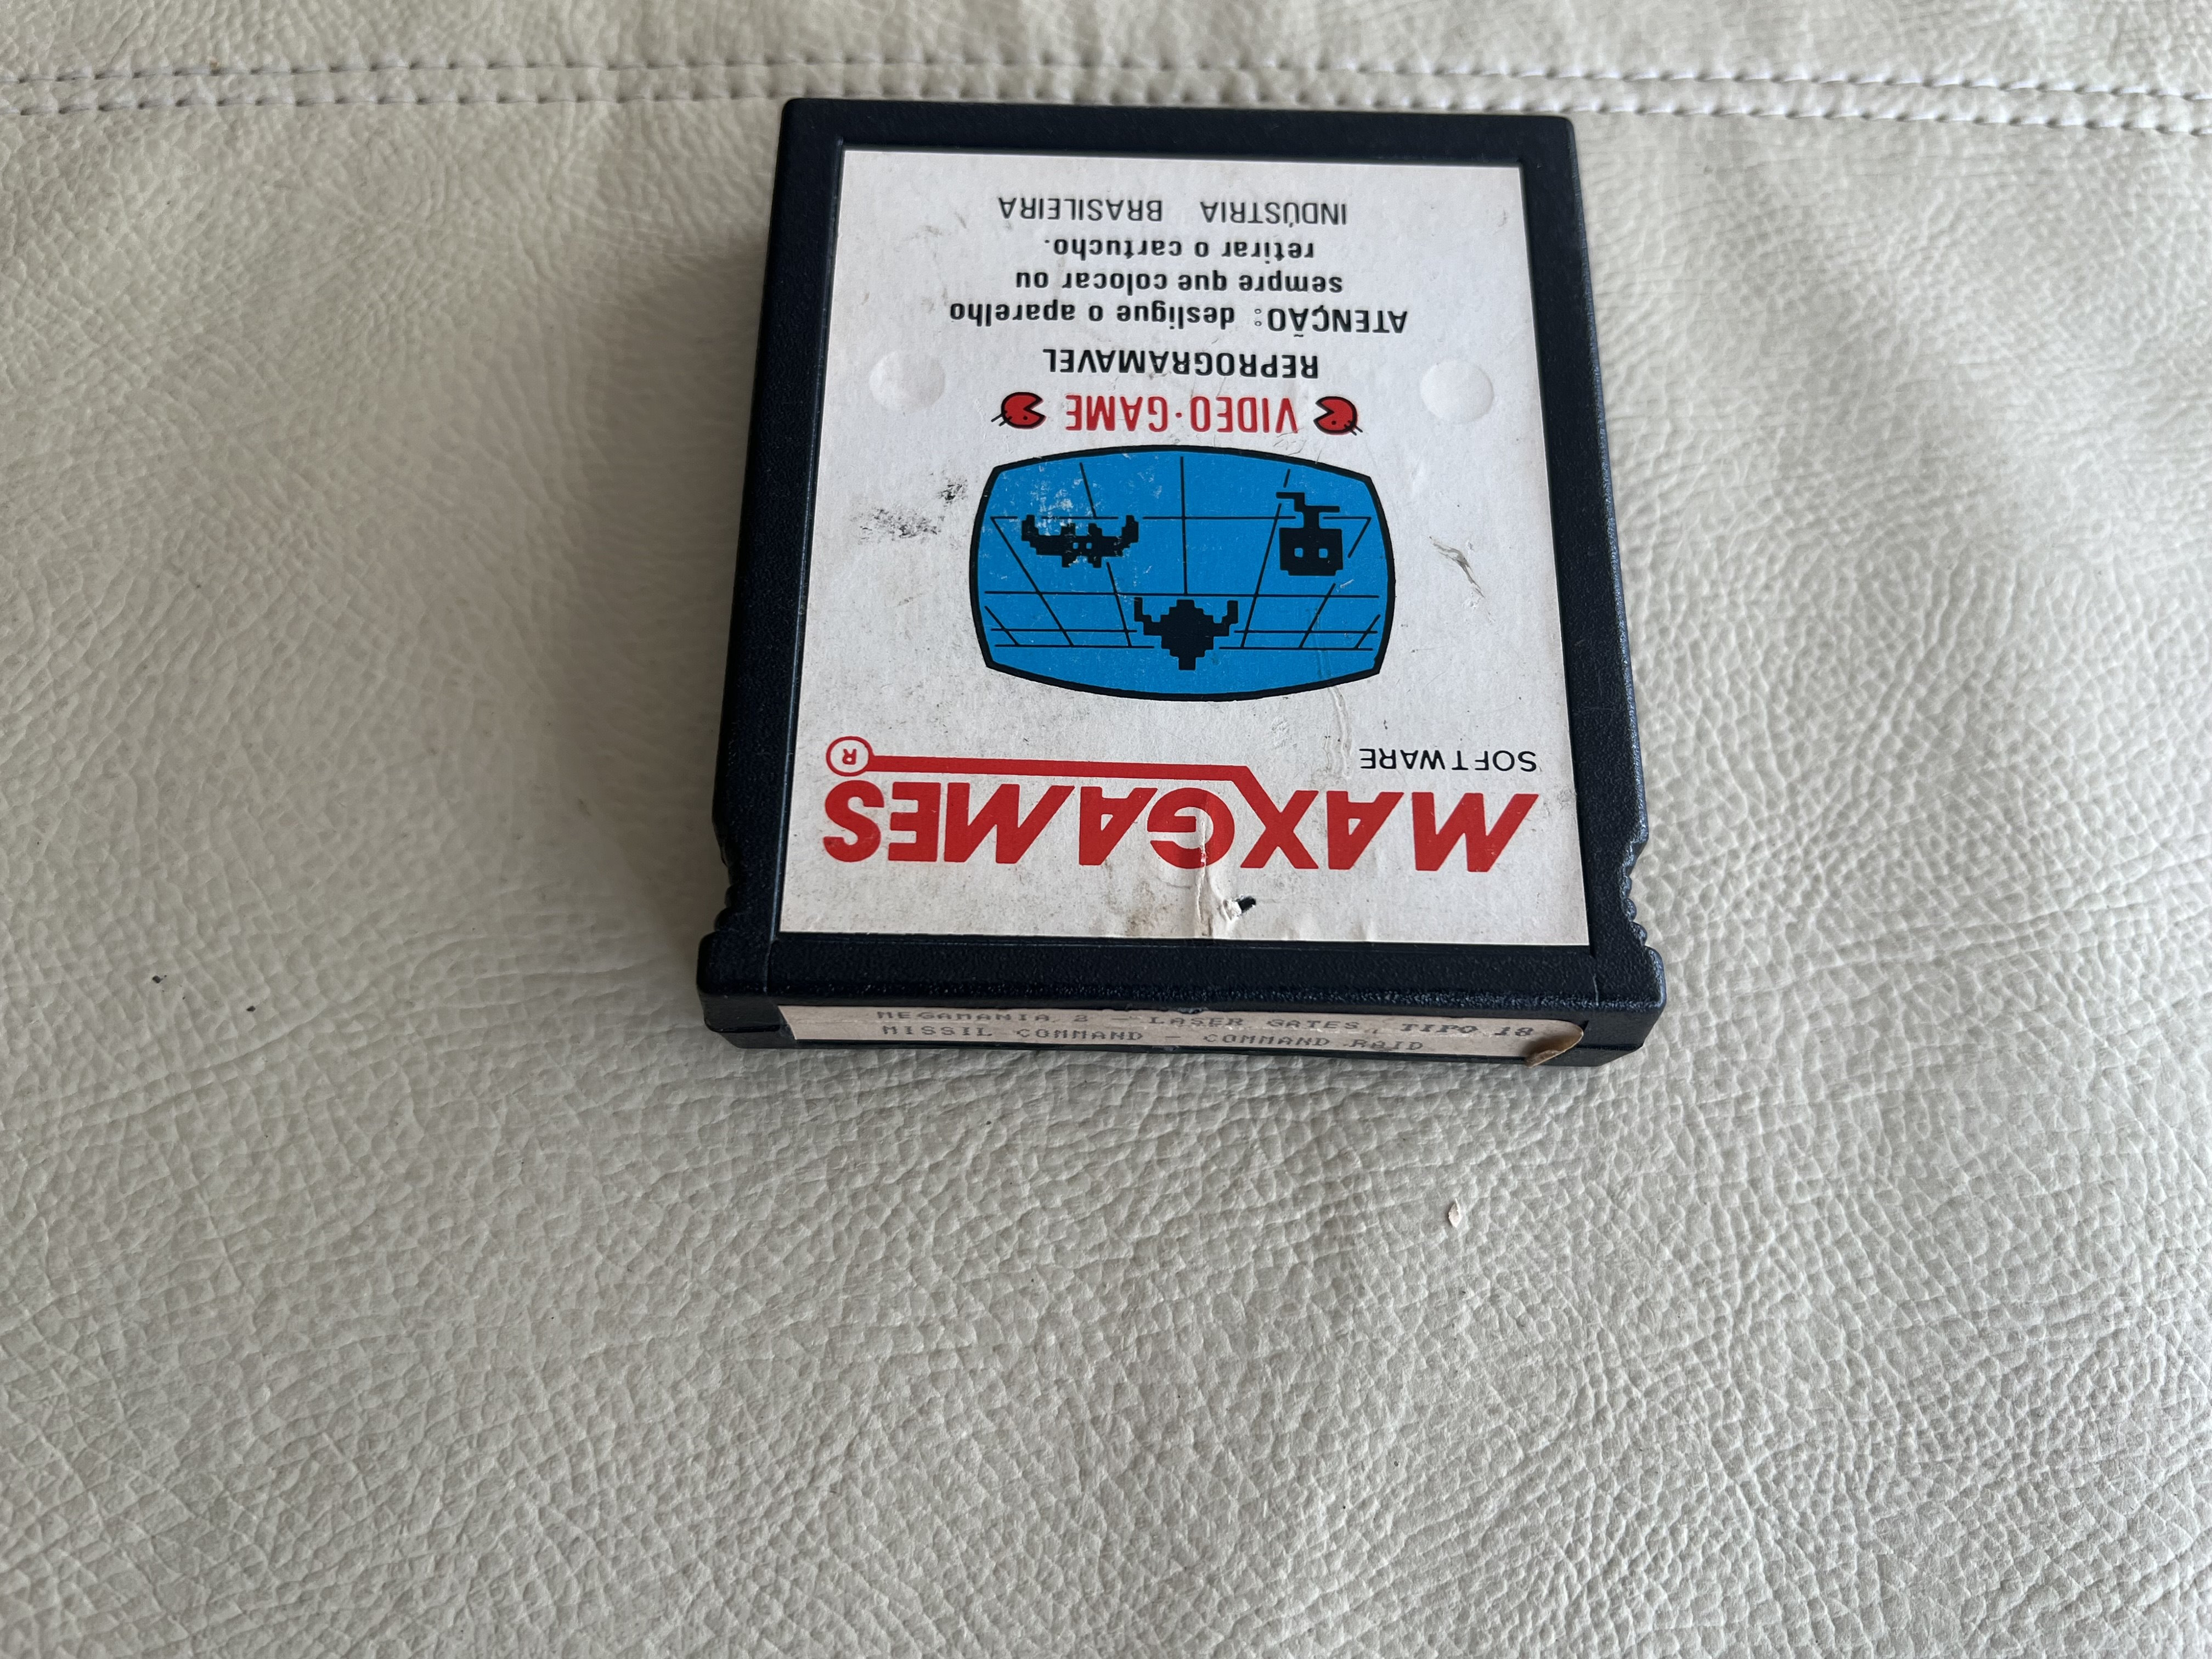 MAXGAMES
®
SOFTWARE
VIDEO·GAME
REPROGRAMAVEL
ATENÇÃO: desligue o aparelho
sempre que colocar ou
retirar o cartucho.
INDÚSTRIA BRASILEIRA
MEGAMANIA 2 - LASER GATES, TIPO 18
MISSIL COMMAND - COMMAND RAID